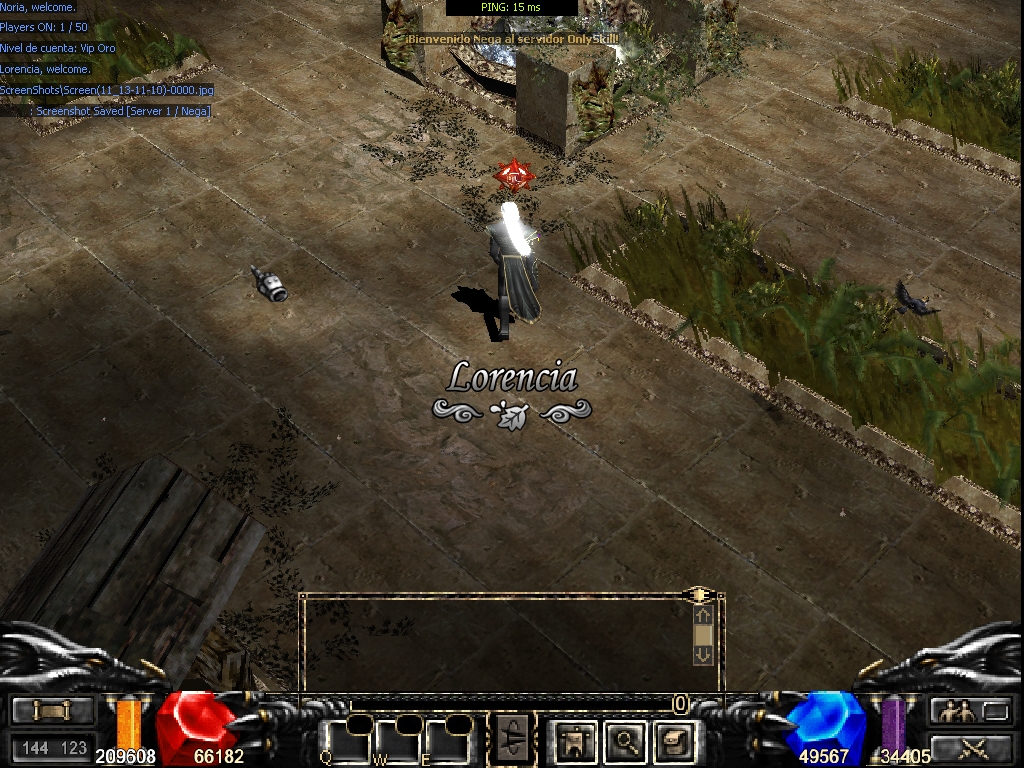 Noria, welcome.
PING: 15 ms
Players ON: 1 / 50
¡Bienvenido Nega al servidor OnlySkill!
Nivel de cuenta: Vip Oro
Lorencia, welcome.
ScreenShots\Screen(11_13-11-10)-0000.jpg
: Screenshot Saved [Server 1 / Nega]
Lorencia
0
144 123
209608
66182
Q
W
E
49567
34405